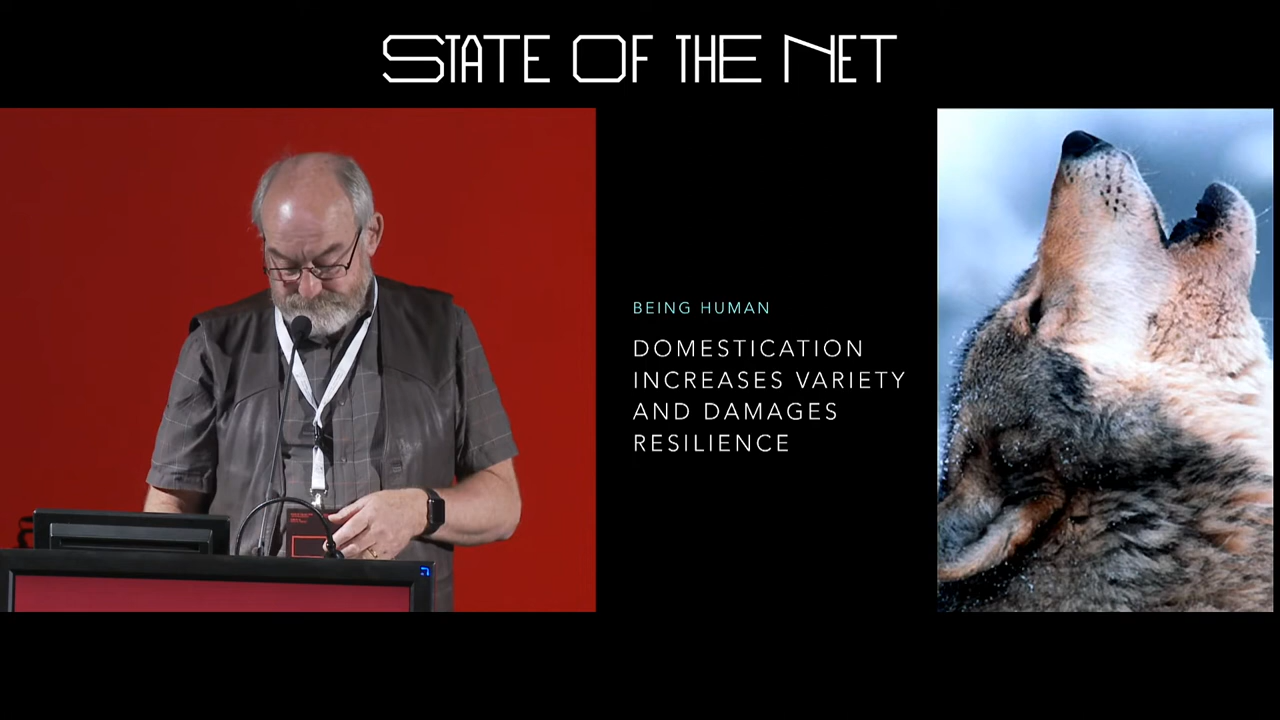 STATE OF THE NET
BEING HUMAN
DOMESTICATION
INCREASES VARIETY
AND DAMAGES
RESILIENCE